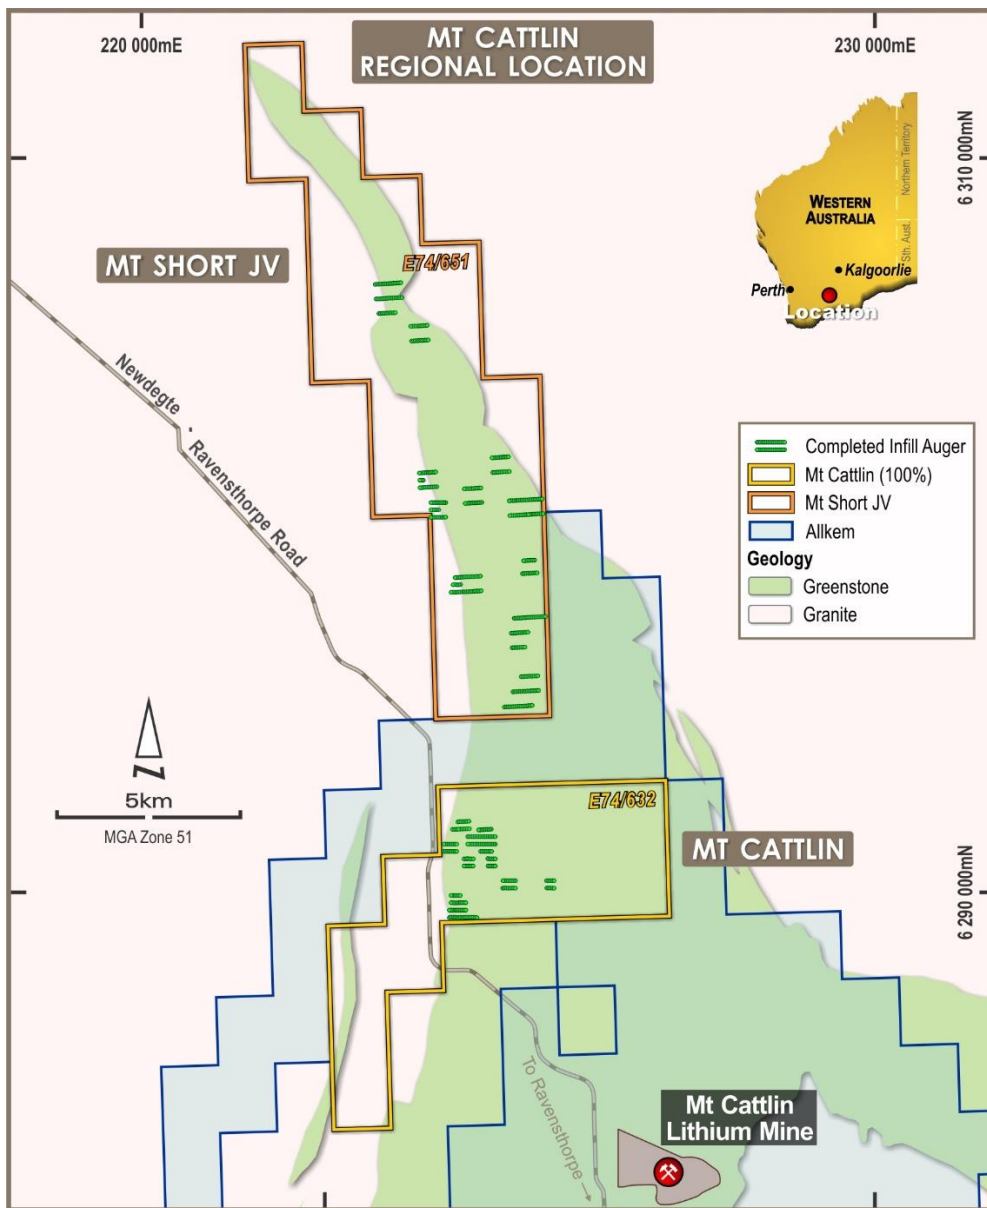 220 000mE
MT CATTLIN
REGIONAL LOCATION
230 000mE
6 310 000mN
WESTERN
AUSTRALIA
Northern Territory
Sth. Aust.
Kalgoorlie
Perth
Location
MT SHORT JV
E74/651
Newdegte - Ravensthorpe Road
Completed Infill Auger
Mt Cattlin (100%)
Mt Short JV
Allkem
Geology
Greenstone
Granite
N
5km
MGA Zone 51
E74/632
MT CATTLIN
6 290 000mN
To Ravensthorpe
Mt Cattlin
Lithium Mine